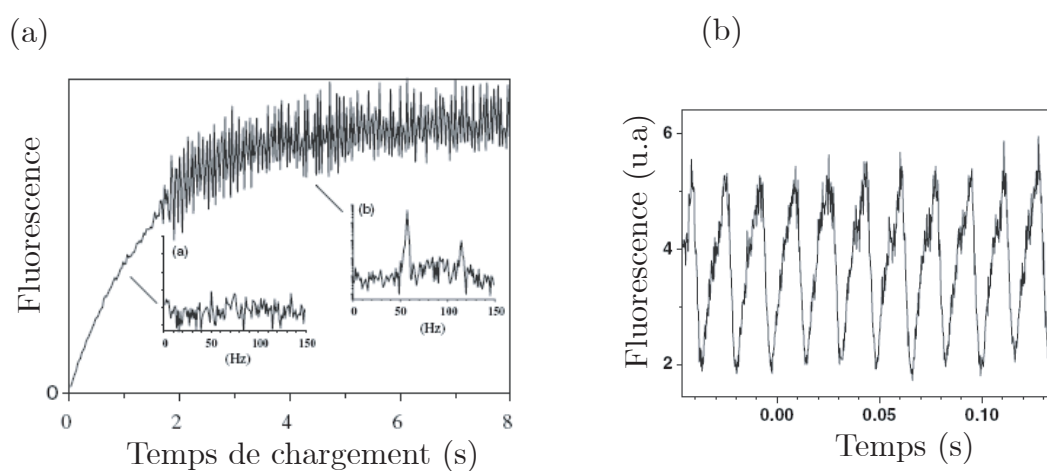 (a)
Fluorescence
0
0 2 4 6 8
Temps de chargement (s)
(a)
0 50 100 150
(Hz)
(b)
0 50 100 150
(Hz)
(b)
Fluorescence (u.a)
6
4
2
0.00 0.05 0.10
Temps (s)